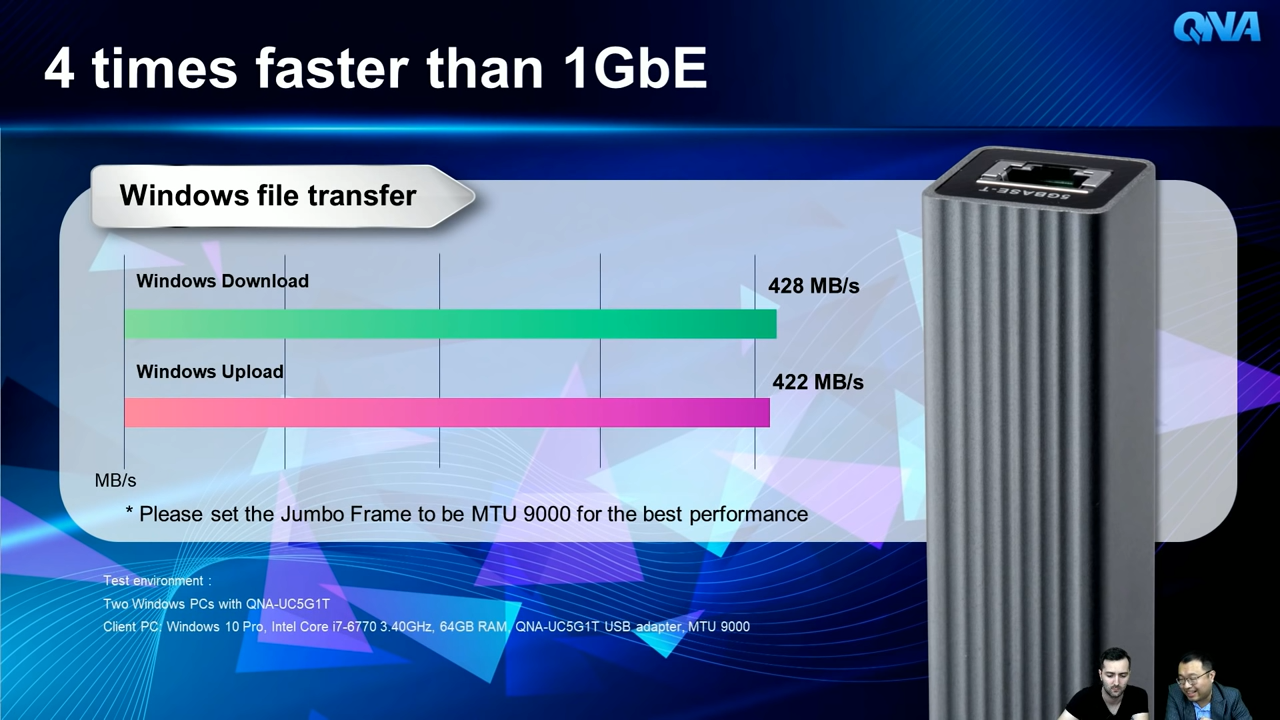 QNA
4 times faster than 1GbE
Windows file transfer
5GBASE-T
Windows Download
428 MB/s
Windows Upload
422 MB/s
MB/s
* Please set the Jumbo Frame to be MTU 9000 for the best performance
Test environment :
Two Windows PCs with QNA-UC5G1T
Client PC: Windows 10 Pro, Intel Core i7-6770 3.40GHz, 64GB RAM, QNA-UC5G1T USB adapter, MTU 9000